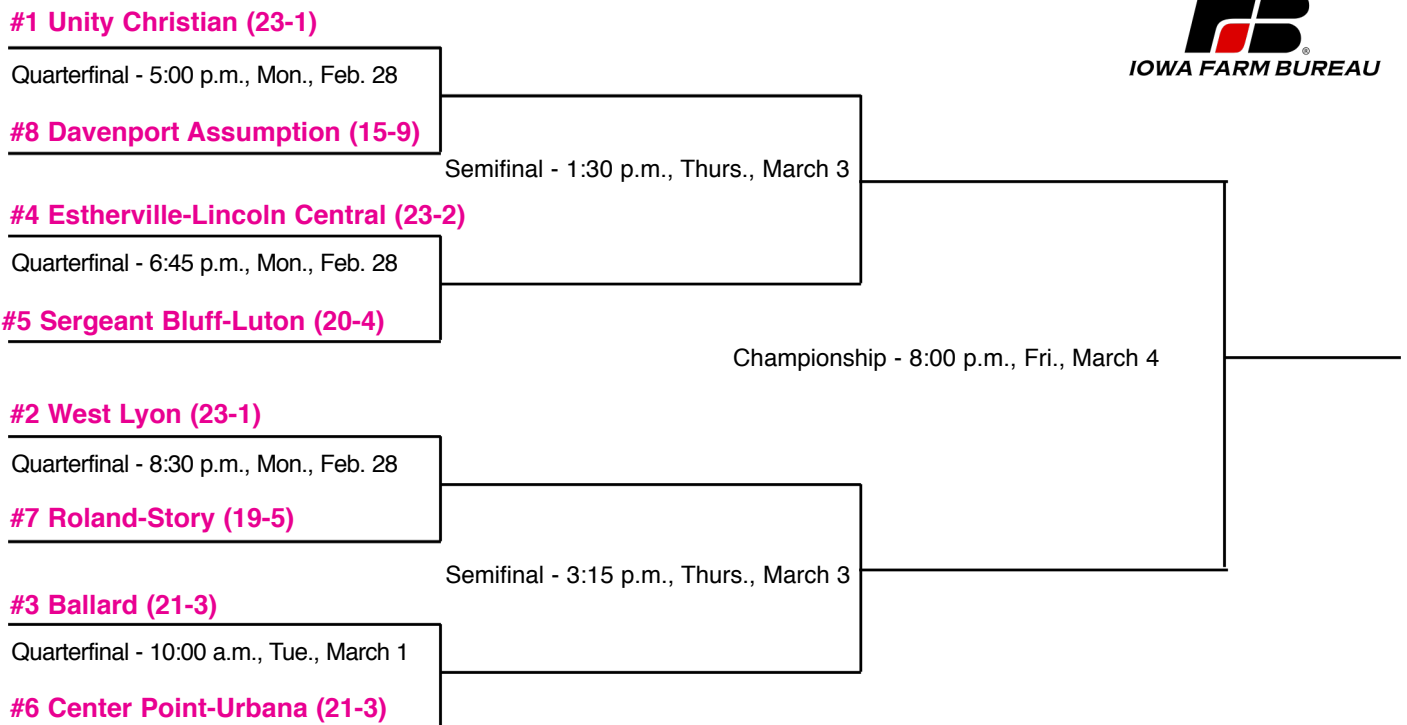 #1 Unity Christian (23-1)
IOWA FARM BUREAU
®
Quarterfinal - 5:00 p.m., Mon., Feb. 28
#8 Davenport Assumption (15-9)
Semifinal - 1:30 p.m., Thurs., March 3
#4 Estherville-Lincoln Central (23-2)
Quarterfinal - 6:45 p.m., Mon., Feb. 28
#5 Sergeant Bluff-Luton (20-4)
Championship - 8:00 p.m., Fri., March 4
#2 West Lyon (23-1)
Quarterfinal - 8:30 p.m., Mon., Feb. 28
#7 Roland-Story (19-5)
Semifinal - 3:15 p.m., Thurs., March 3
#3 Ballard (21-3)
Quarterfinal - 10:00 a.m., Tue., March 1
#6 Center Point-Urbana (21-3)